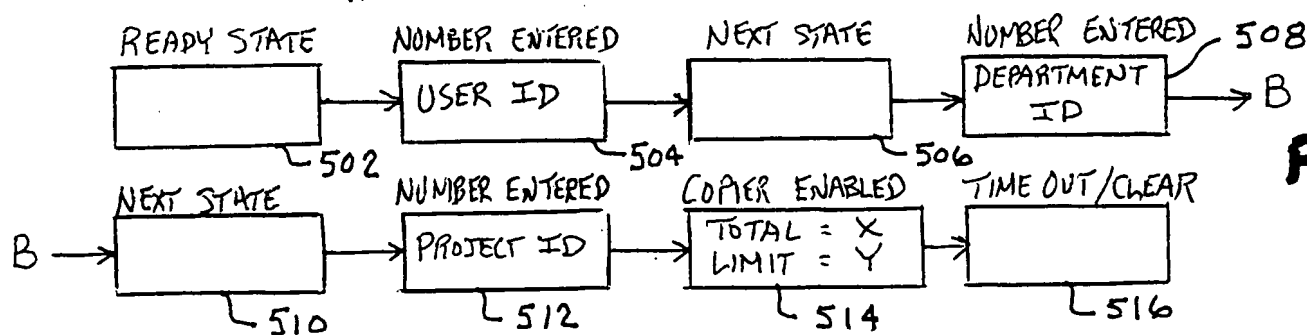 READY STATE
NUMBER ENTERED
NEXT STATE
NUMBER ENTERED
508
USER ID
DEPARTMENT
ID
B
502
504
506
NEXT STATE
NUMBER ENTERED
COPIER ENABLED
TIME OUT/CLEAR
B
PROJECT ID
TOTAL = X
LIMIT = Y
510
512
514
516